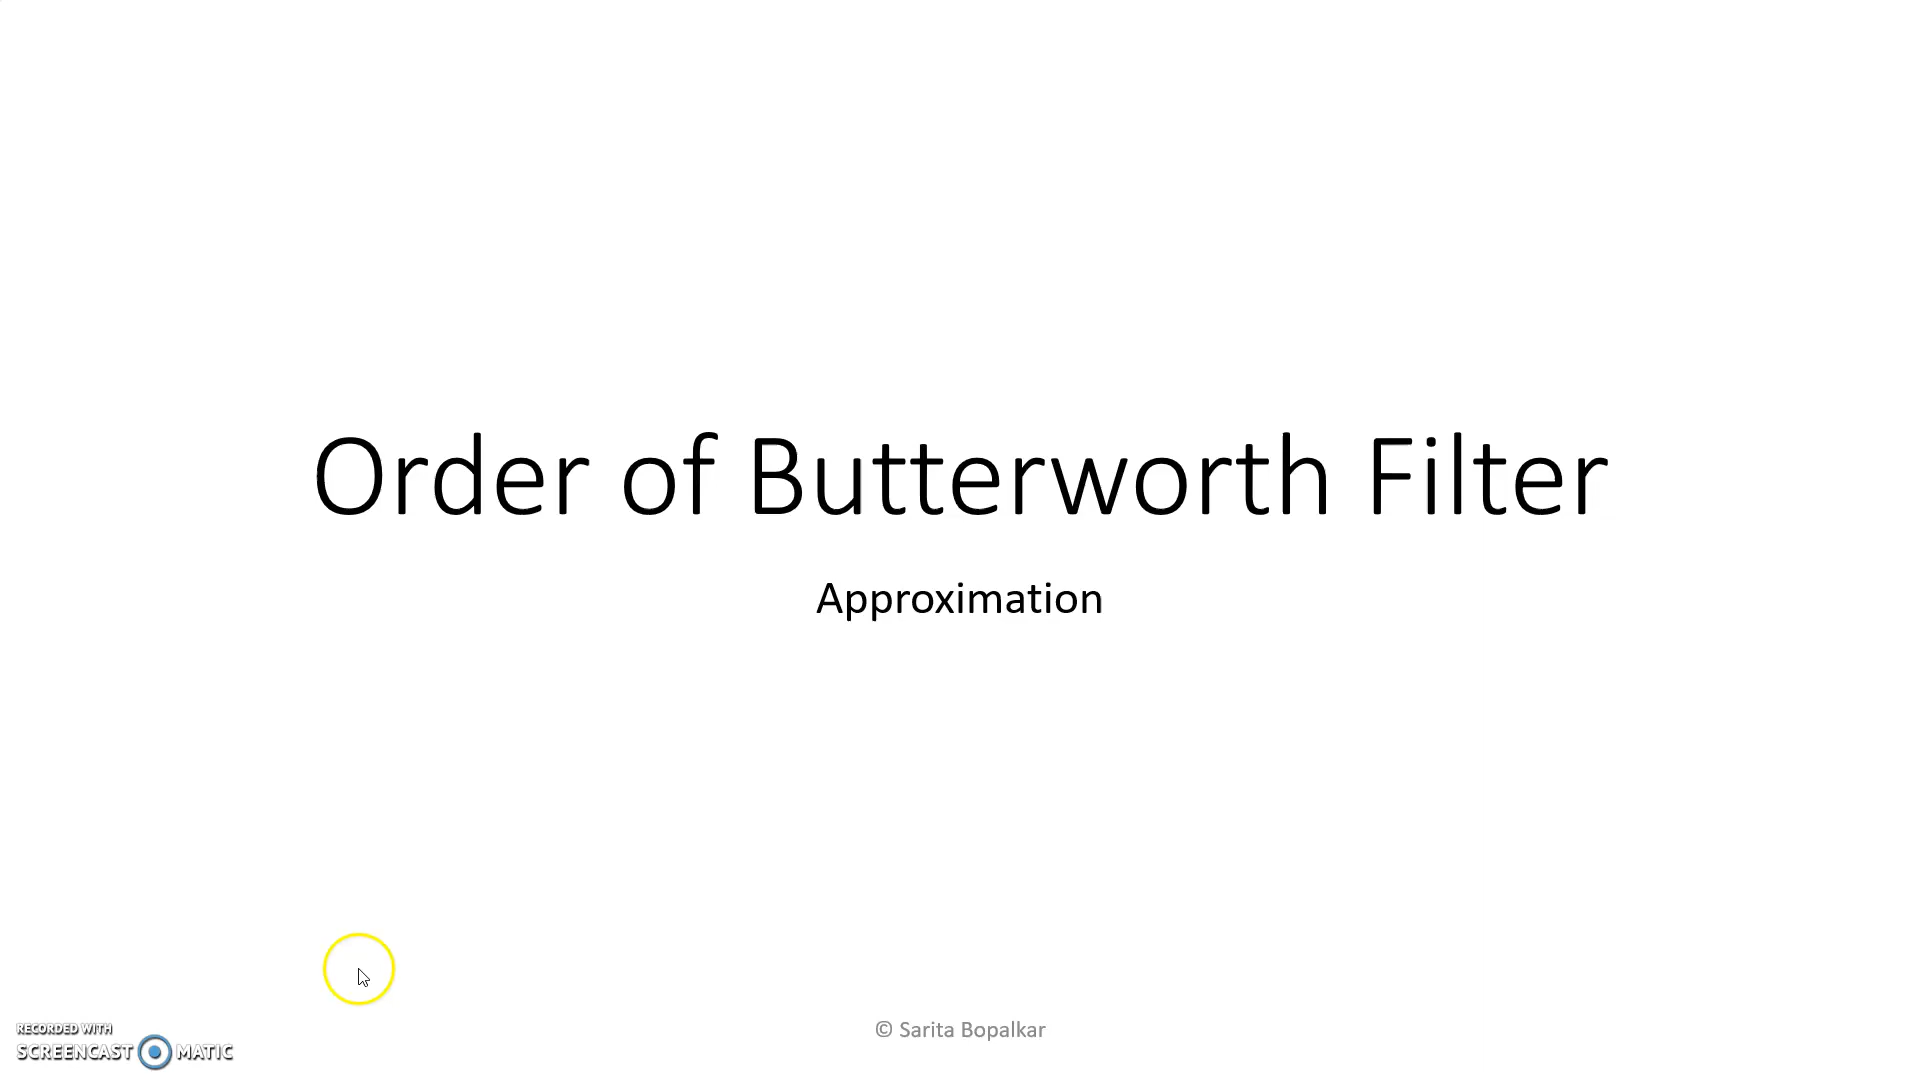 Order of Butterworth Filter
Approximation
© Sarita Bopalkar
RECORDED WITH
SCREENCAST MATIC